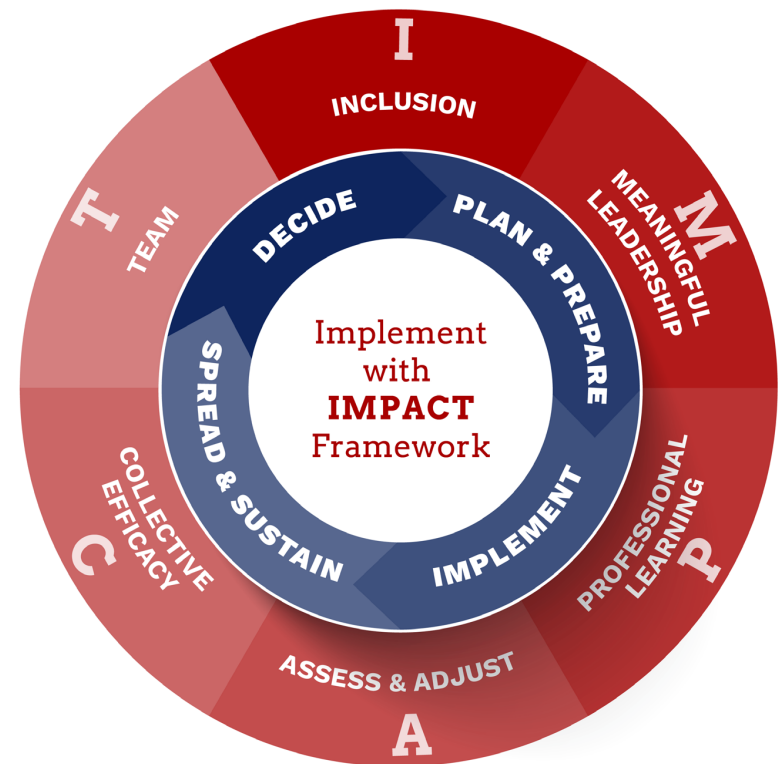 I
INCLUSION
M
MEANINGFUL
LEADERSHIP
P
PROFESSIONAL
LEARNING
A
ASSESS & ADJUST
C
COLLECTIVE
EFFICACY
T
TEAM
DECIDE
PLAN & PREPARE
IMPLEMENT
SPREAD & SUSTAIN
Implement
with
IMPACT
Framework